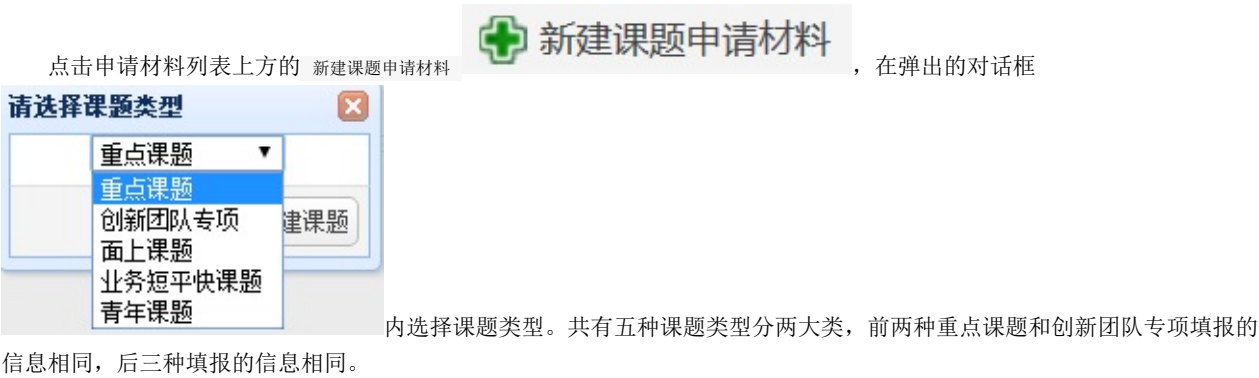 点击申请材料列表上方的 新建课题申请材料 新建课题申请材料 ，在弹出的对话框
请选择课题类型
重点课题
重点课题
创新团队专项
建课题
面上课题
业务短平快课题
青年课题
内选择课题类型。共有五种课题类型分两大类，前两种重点课题和创新团队专项填报的
信息相同，后三种填报的信息相同。